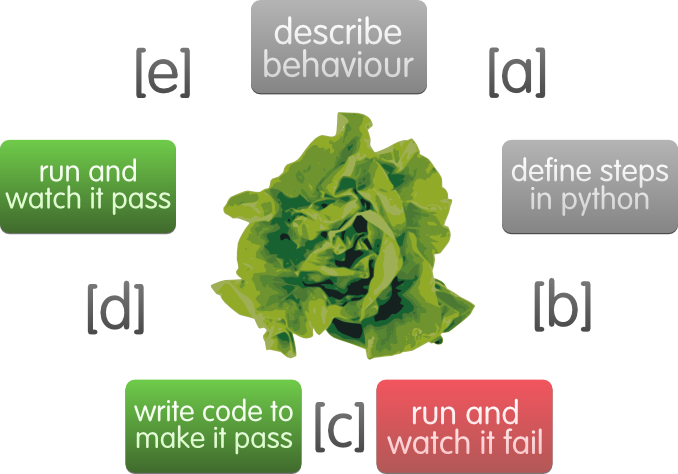 describe
behaviour
[a]
define steps
in python
[b]
run and
watch it fail
[c]
write code to
make it pass
[d]
run and
watch it pass
[e]